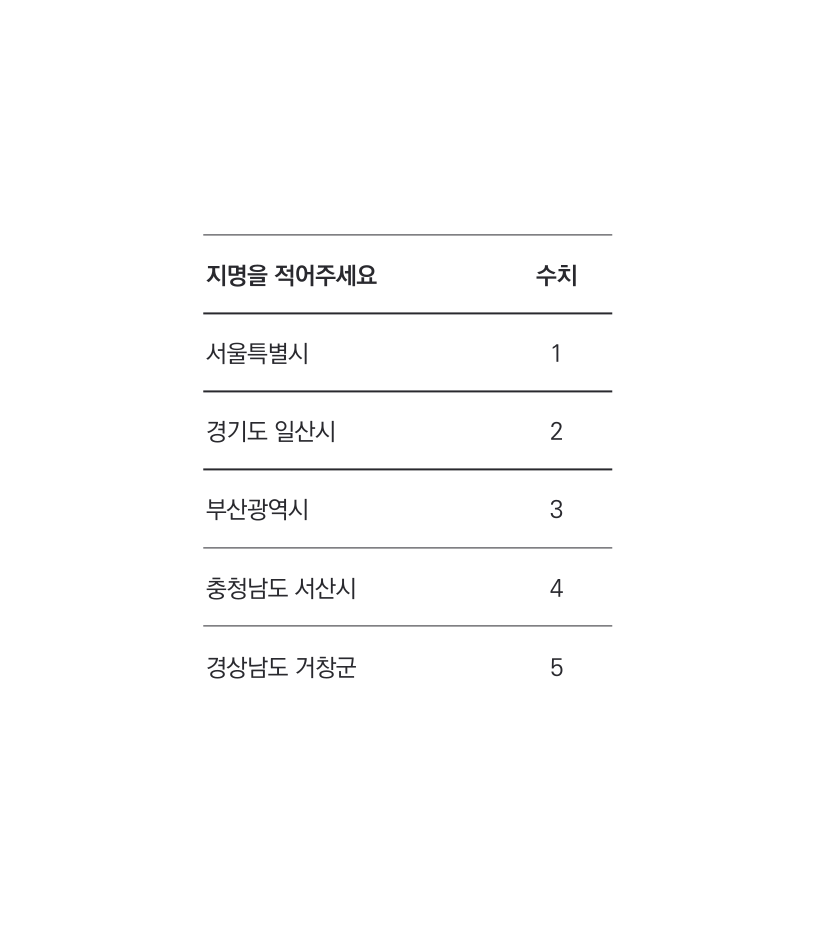 지명을 적어주세요 수치
서울특별시 1
경기도 일산시 2
부산광역시 3
충청남도 서산시 4
경상남도 거창군 5